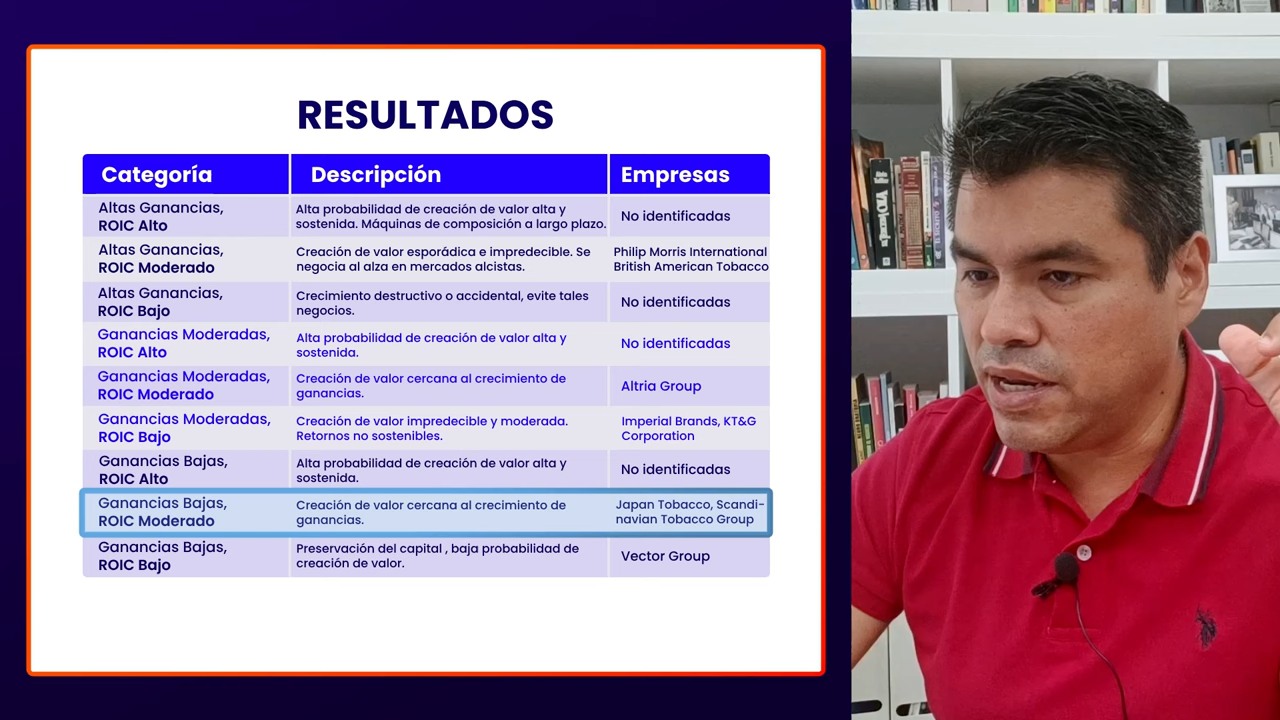 RESULTADOS
Categoría Descripción Empresas
Altas Ganancias,
ROIC Alto
Alta probabilidad de creación de valor alta y
sostenida. Máquinas de composición a largo plazo.
No identificadas
Altas Ganancias,
ROIC Moderado
Creación de valor esporádica e impredecible. Se
negocia al alza en mercados alcistas.
Philip Morris International
British American Tobacco
Altas Ganancias,
ROIC Bajo
Crecimiento destructivo o accidental, evite tales
negocios.
No identificadas
Ganancias Moderadas,
ROIC Alto
Alta probabilidad de creación de valor alta y
sostenida.
No identificadas
Ganancias Moderadas,
ROIC Moderado
Creación de valor cercana al crecimiento de
ganancias.
Altria Group
Ganancias Moderadas,
ROIC Bajo
Creación de valor impredecible y moderada.
Retornos no sostenibles.
Imperial Brands, KT&G
Corporation
Ganancias Bajas,
ROIC Alto
Alta probabilidad de creación de valor alta y
sostenida.
No identificadas
Ganancias Bajas,
ROIC Moderado
Creación de valor cercana al crecimiento de
ganancias.
Japan Tobacco, Scandi-
navian Tobacco Group
Ganancias Bajas,
ROIC Bajo
Preservación del capital , baja probabilidad de
creación de valor.
Vector Group